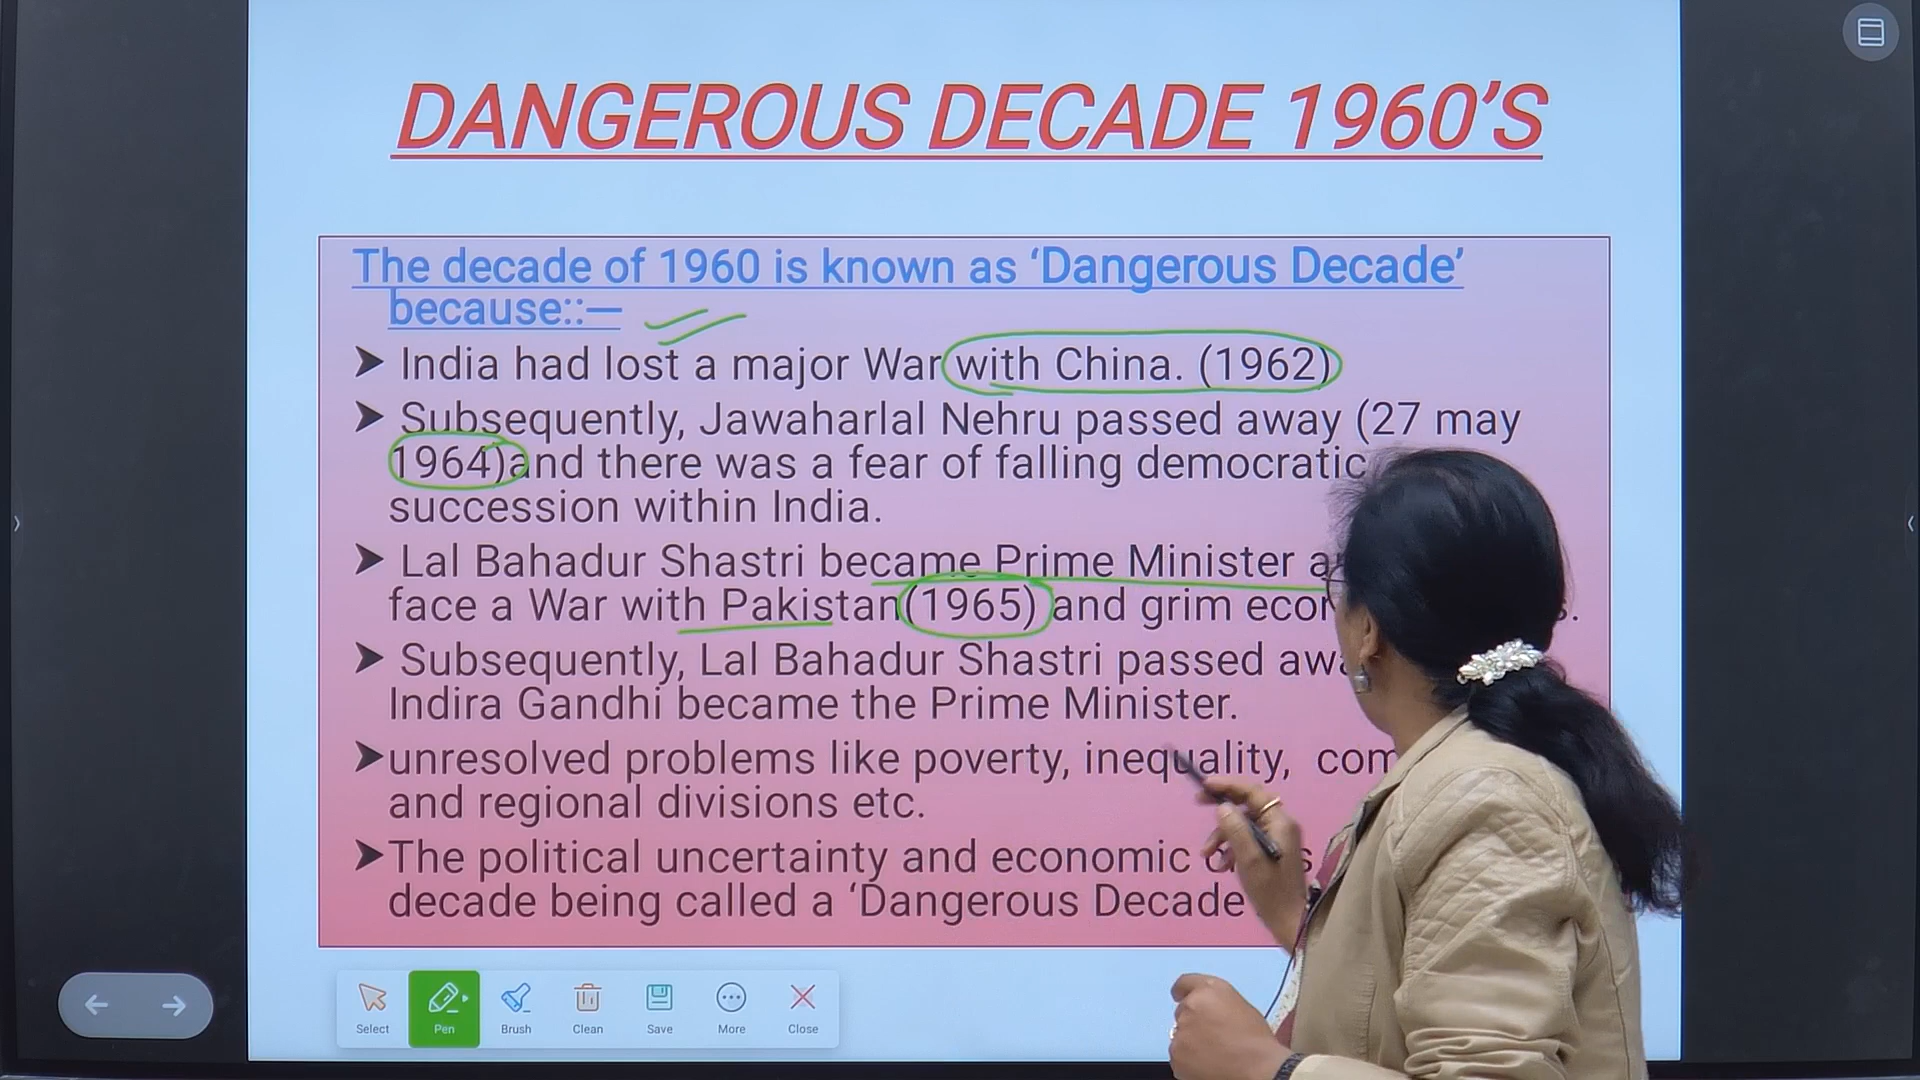 DANGEROUS DECADE 1960'S
The decade of 1960 is known as ‘Dangerous Decade’
because::—
➤ India had lost a major War with China. (1962)
➤ Subsequently, Jawaharlal Nehru passed away (27 may
1964)and there was a fear of falling democratic
succession within India.
➤ Lal Bahadur Shastri became Prime Minister
face a War with Pakistan(1965) and grim
➤ Subsequently, Lal Bahadur Shastri passed
Indira Gandhi became the Prime Minister.
➤unresolved problems like poverty, inequality,
and regional divisions etc.
➤The political uncertainty and economic
decade being called a ‘Dangerous Decade
Select Pen Brush Clean Save More Close